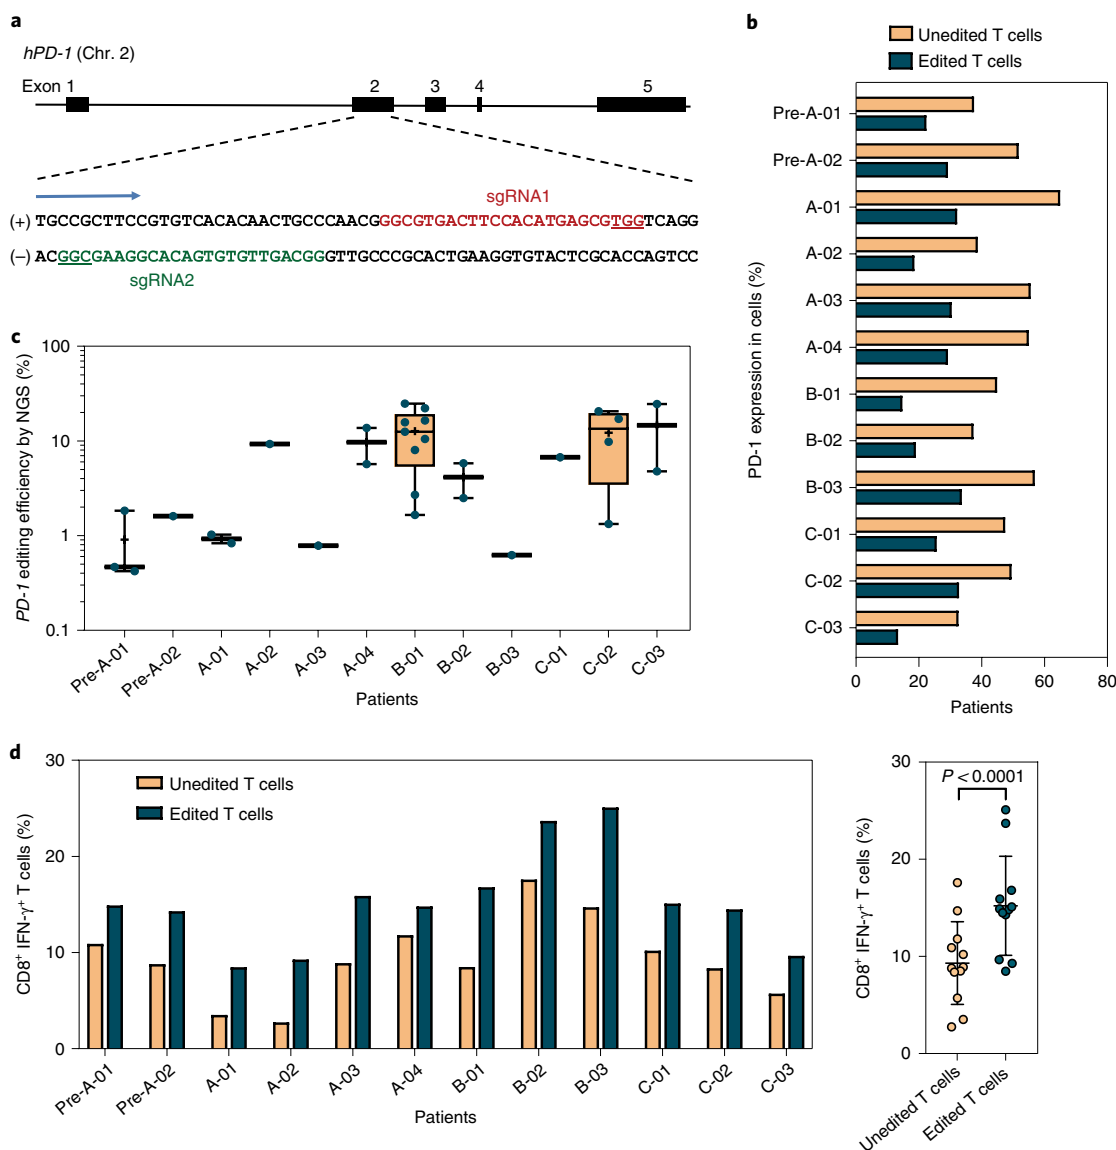 a
hPD-1 (Chr. 2)
Exon 1 2 3 4 5
sgRNA1
(+) TGCCGCTTCCGTGTCACACAACTGCCCAACGGGCGTGACTTCCACATGAGCGTGGTCAGG
(−) ACGGCGAAGGCACAGTGTGTTGACGGGTTGCCCGCACTGAAGGTGTACTCGCACCAGTCC
sgRNA2
b
Unedited T cells
Edited T cells
PD-1 expression in cells (%)
Pre-A-01
Pre-A-02
A-01
A-02
A-03
A-04
B-01
B-02
B-03
C-01
C-02
C-03
0 20 40 60 80
Patients
c
PD-1 editing efficiency by NGS (%)
100
10
1
0.1
Pre-A-01 Pre-A-02 A-01 A-02 A-03 A-04 B-01 B-02 B-03 C-01 C-02 C-03
Patients
d
CD8⁺ IFN-γ⁺ T cells (%)
30
20
10
0
Unedited T cells
Edited T cells
Pre-A-01 Pre-A-02 A-01 A-02 A-03 A-04 B-01 B-02 B-03 C-01 C-02 C-03
Patients
CD8⁺ IFN-γ⁺ T cells (%)
30
20
10
0
P < 0.0001
Unedited T cells Edited T cells